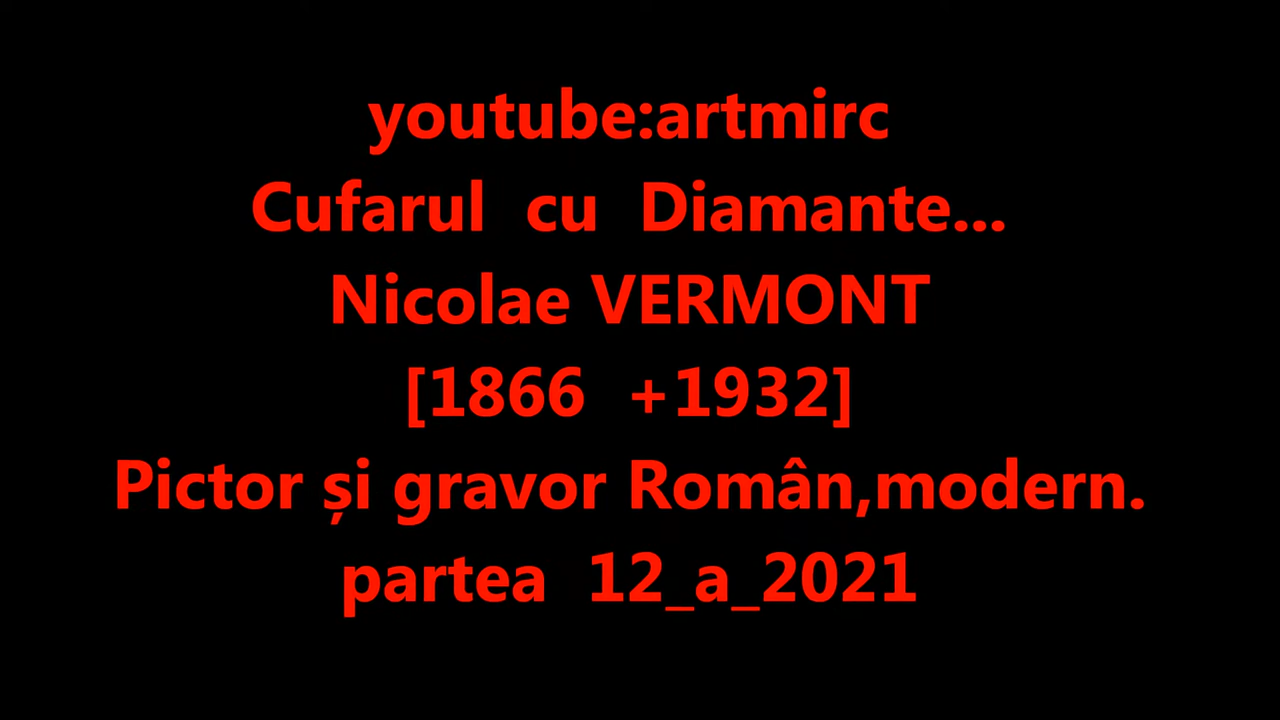 youtube:artmirc
Cufarul cu Diamante...
Nicolae VERMONT
[1866 +1932]
Pictor și gravor Român,modern.
partea 12_a_2021